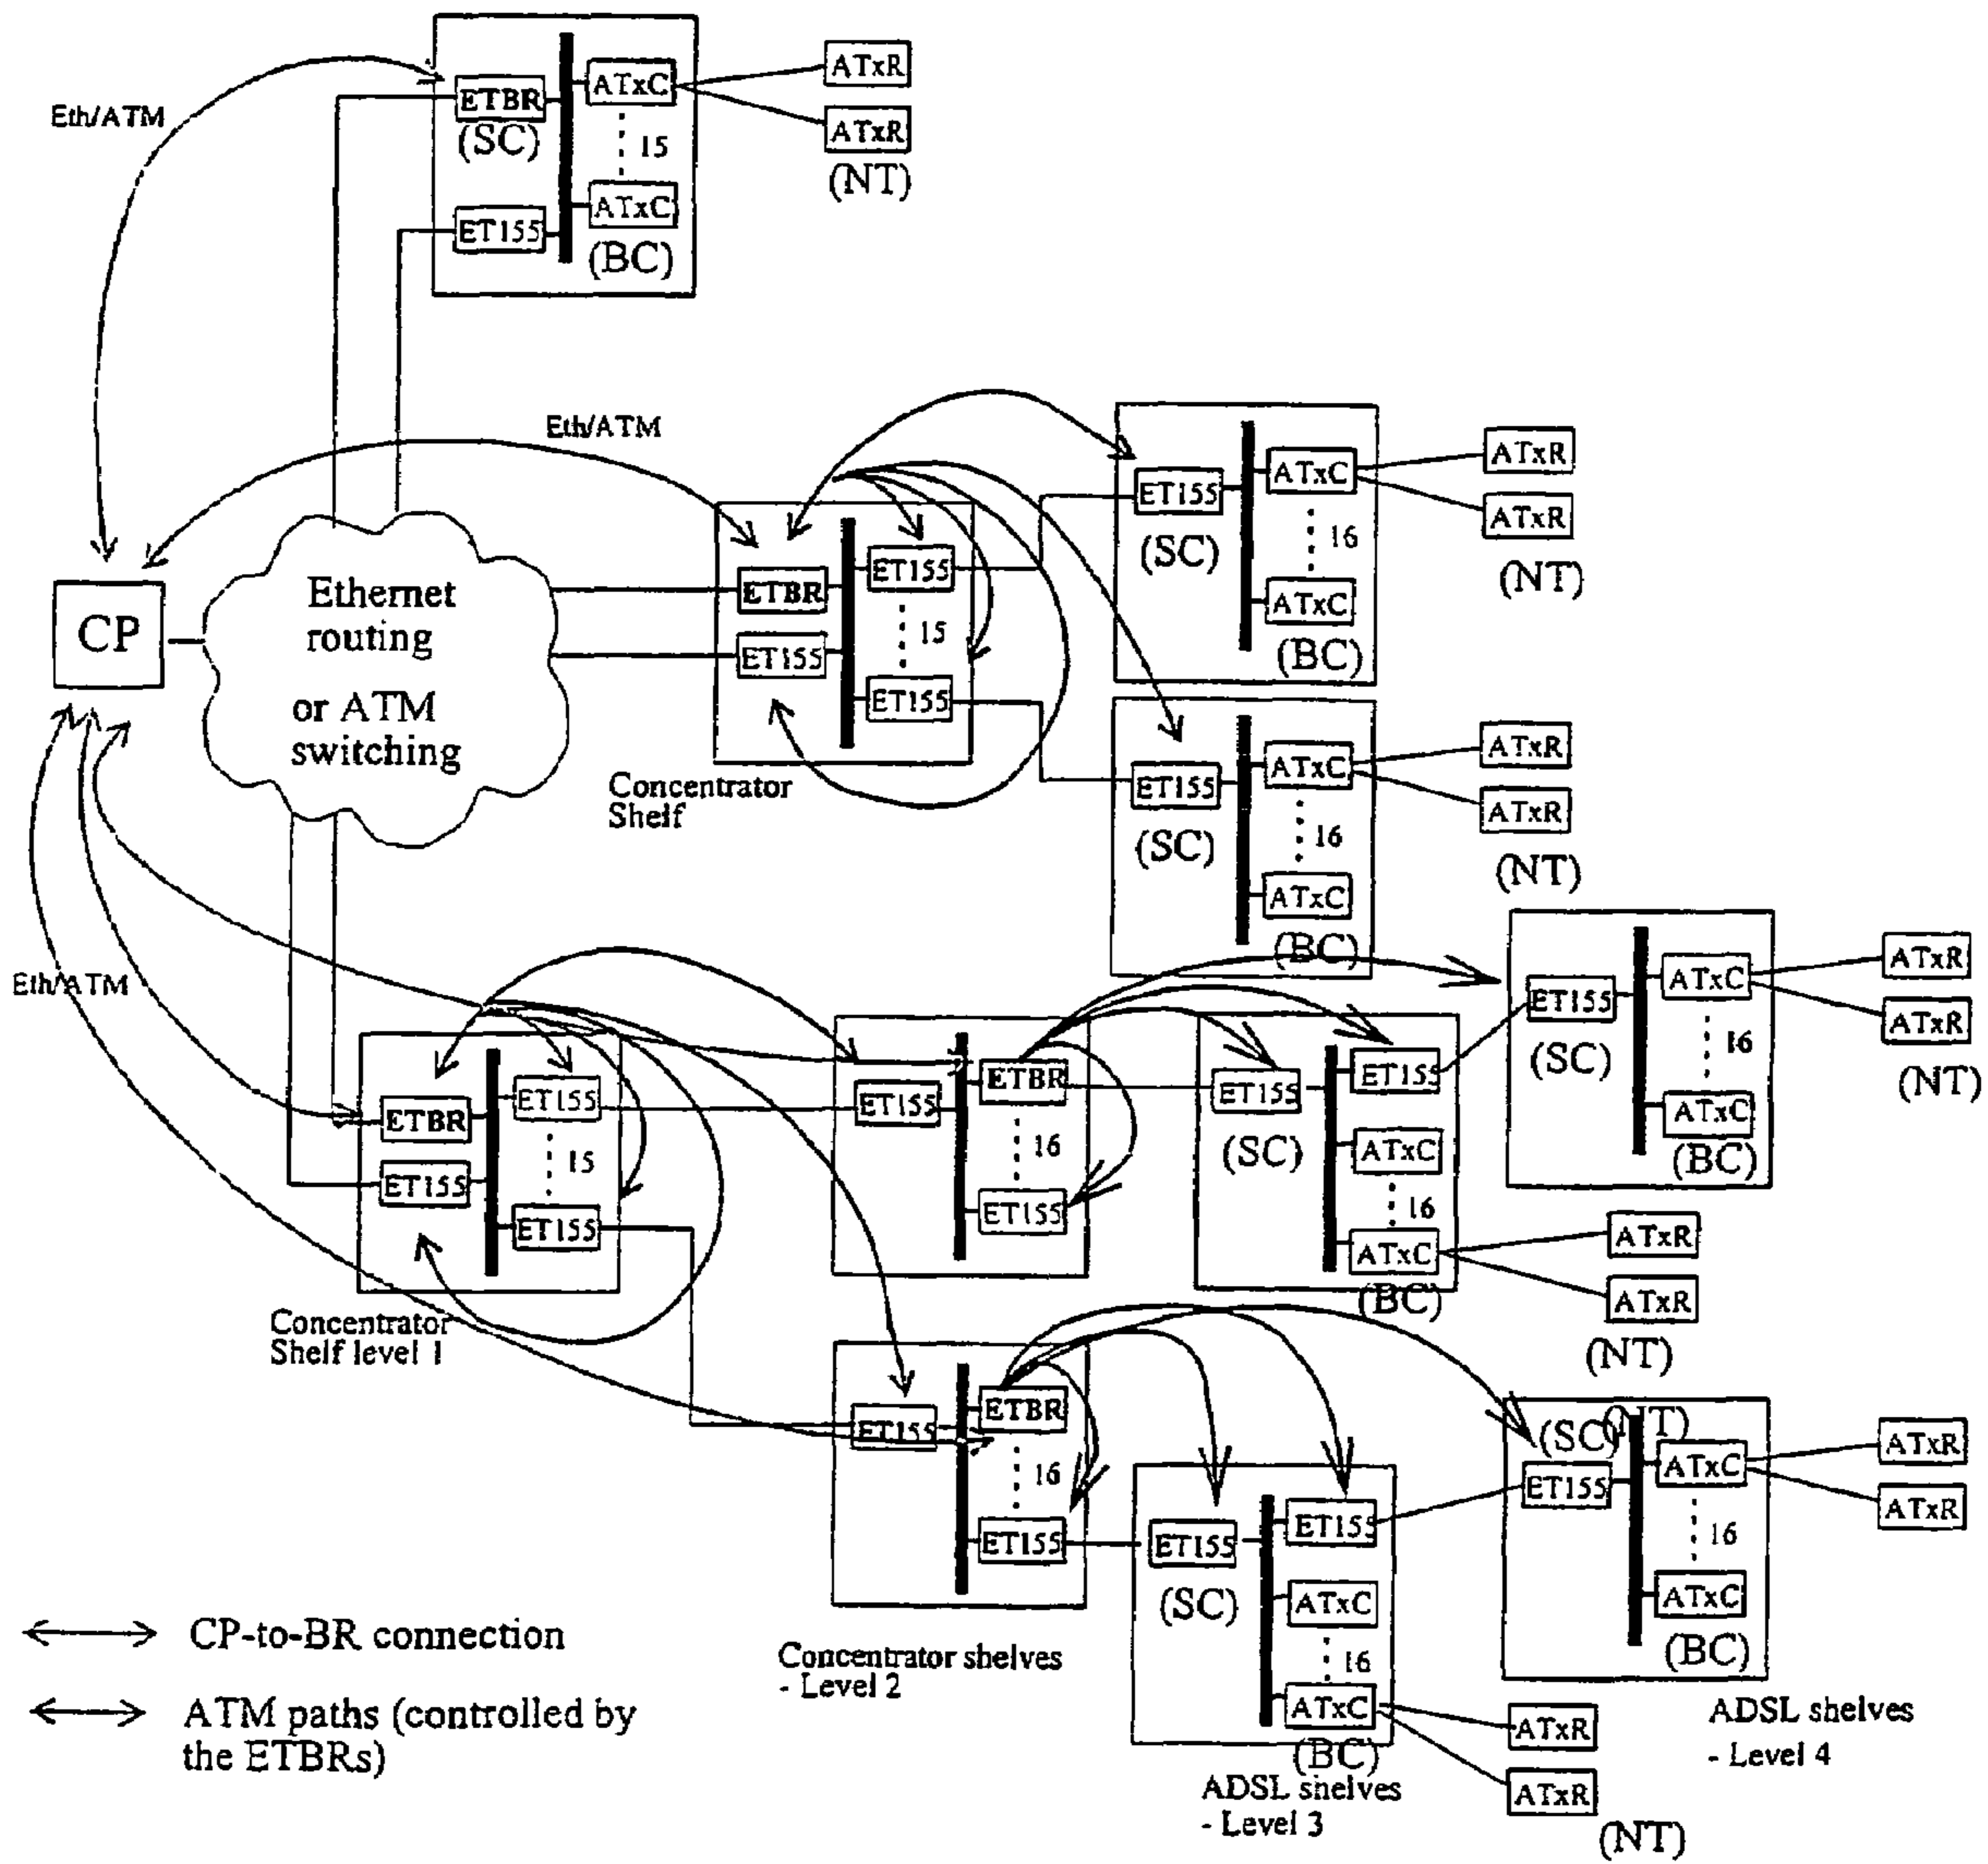 Eth/ATM
ETBR
(SC)
ET155
ATxC
15
ATxC
(BC)
ATxR
ATxR
(NT)
Eth/ATM
CP
Ethernet
routing
or ATM
switching
ETBR
ET155
ET155
15
ET155
Concentrator
Shelf
ET155
(SC)
ATxC
16
ATxC
(BC)
ATxR
ATxR
(NT)
ET155
(SC)
ATxC
16
ATxC
(BC)
ATxR
ATxR
(NT)
Eth/ATM
ETBR
ET155
ET155
15
ET155
Concentrator
Shelf level 1
ET155
ETBR
16
ET155
ET155
(SC)
ET155
ATxC
16
ATxC
(BC)
ATxR
ATxR
(NT)
ET155
(SC)
ATxC
16
ATxC
(BC)
ATxR
ATxR
(NT)
ET155
ETBR
16
ET155
Concentrator shelves
- Level 2
ET155
(SC)
ET155
ATxC
16
ATxC
(BC)
ADSL shelves
- Level 3
ATxR
ATxR
(NT)
(SC)
(NT)
ET155
ATxC
16
ATxC
(BC)
ATxR
ATxR
ADSL shelves
- Level 4
CP-to-BR connection
ATM paths (controlled by
the ETBRs)